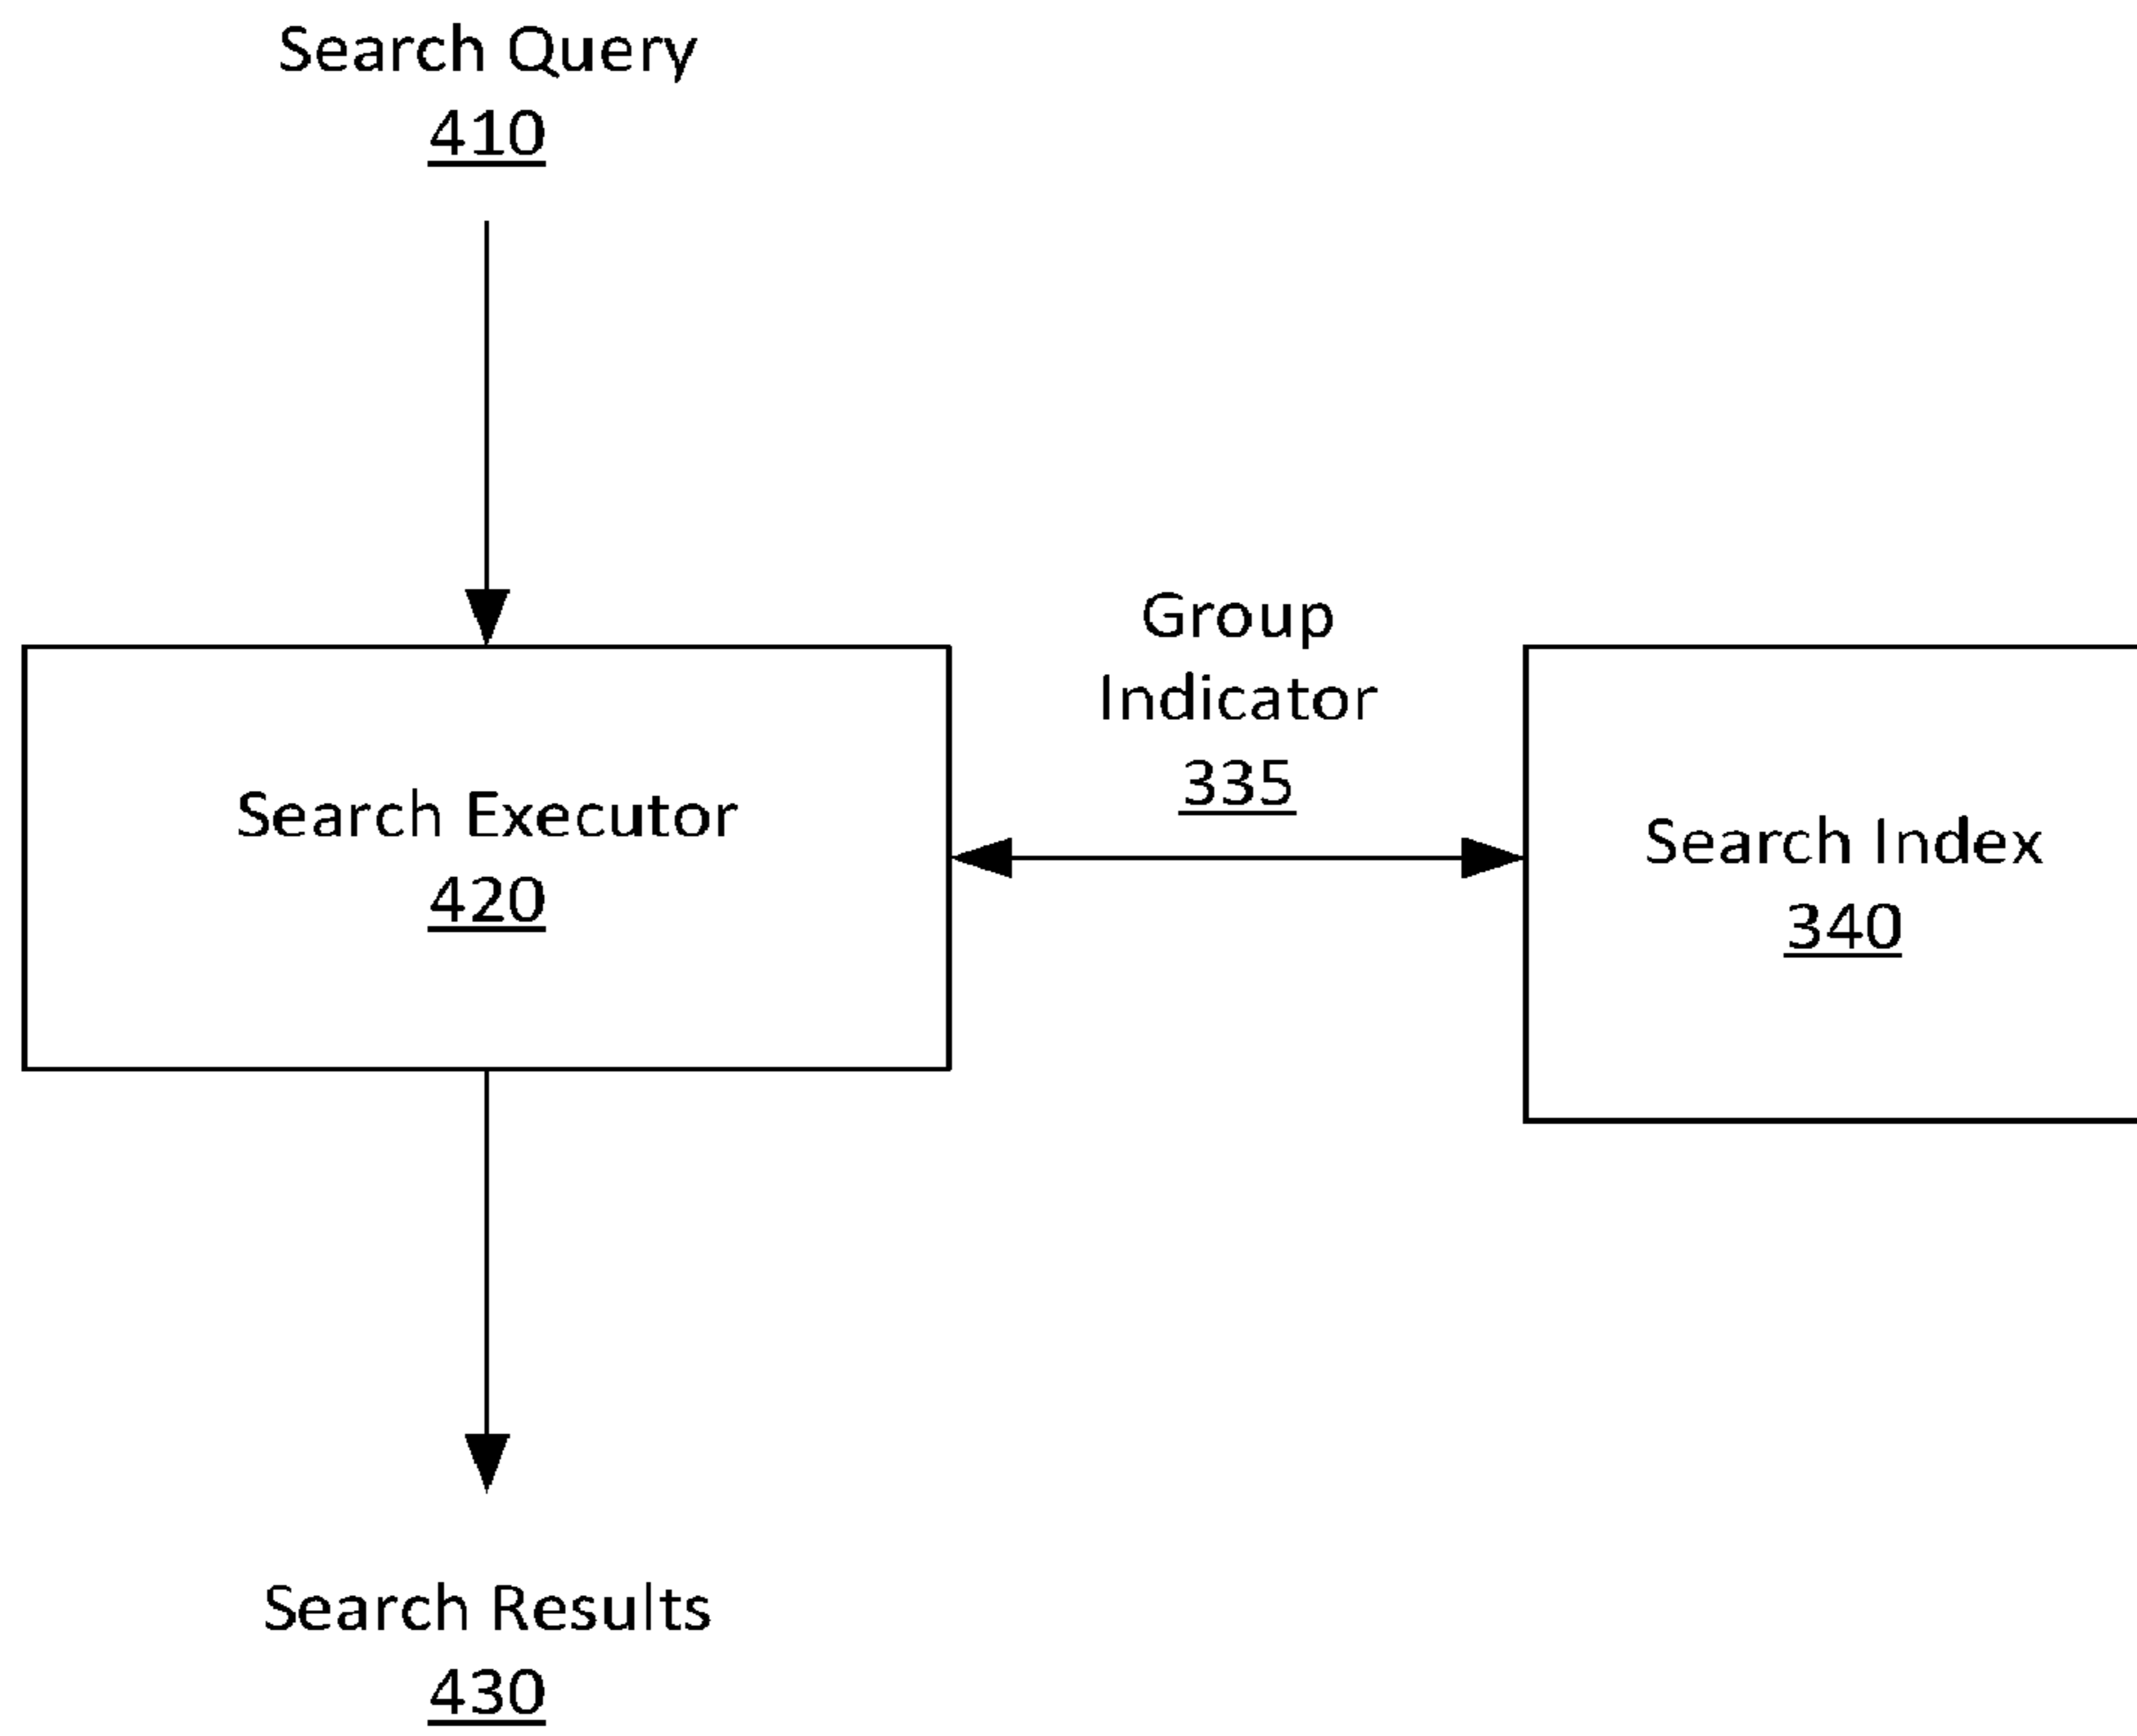 Search Query
410
Group
Indicator
335
Search Executor
420
Search Index
340
Search Results
430